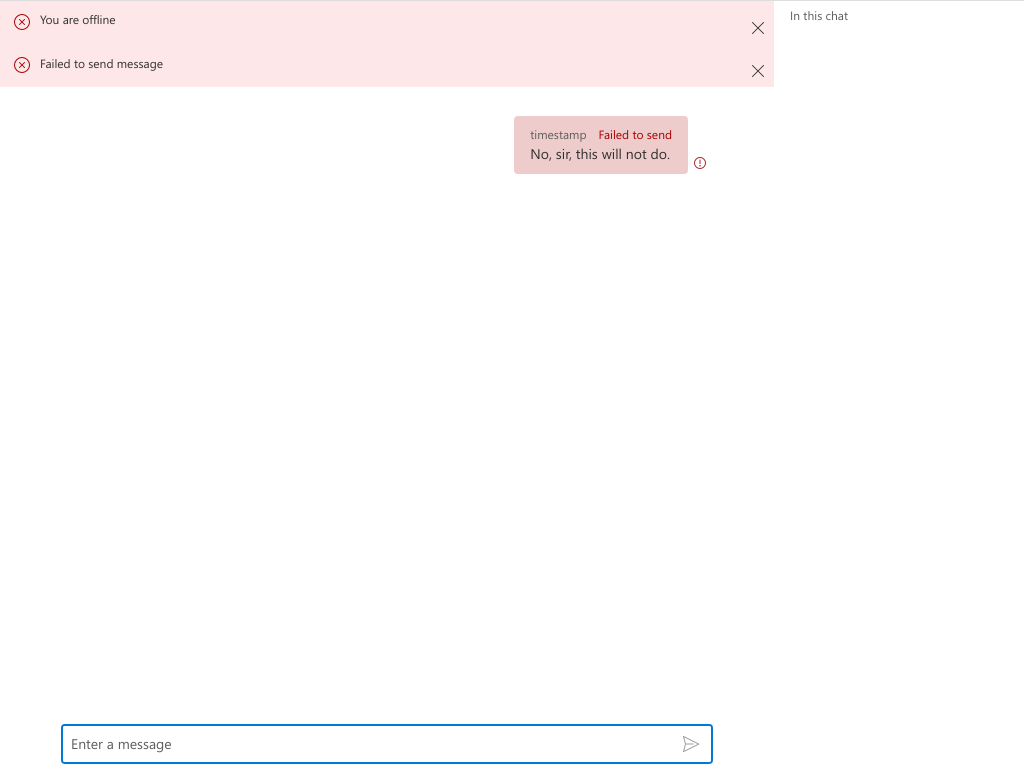 You are offline
Failed to send message
In this chat
timestamp Failed to send
No, sir, this will not do.
Enter a message